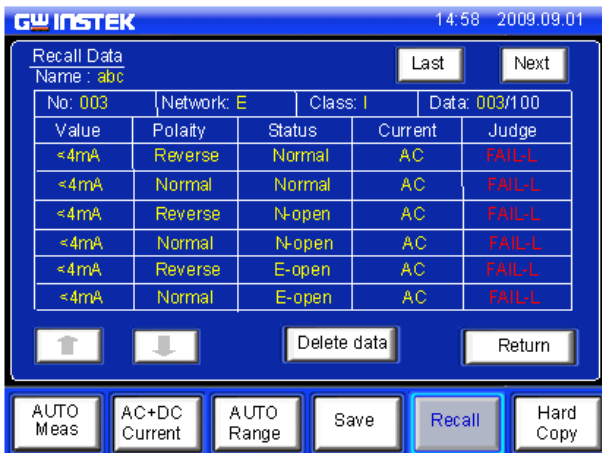 GW INSTEK 14:58 2009.09.01
Recall Data
Name : abc
Last Next
No: 003 Network: E Class: I Data: 003/100
Value Polaity Status Current Judge
<4mA Reverse Normal AC FAIL-L
<4mA Normal Normal AC FAIL-L
<4mA Reverse N-open AC FAIL-L
<4mA Normal N-open AC FAIL-L
<4mA Reverse E-open AC FAIL-L
<4mA Normal E-open AC FAIL-L
Delete data Return
AUTO Meas AC+DC Current AUTO Range Save Recall Hard Copy